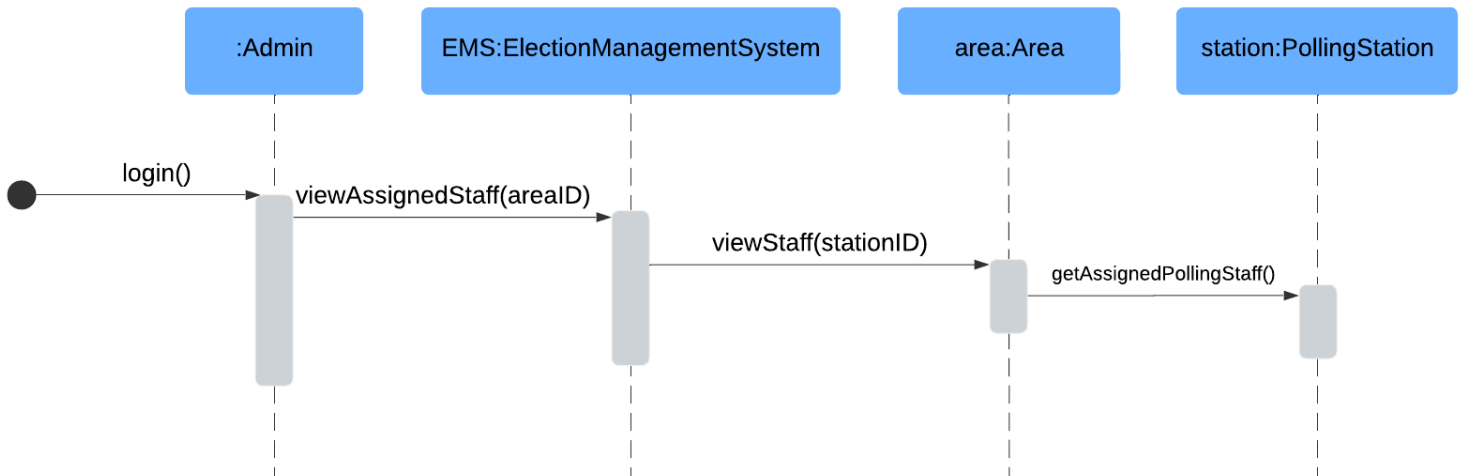 :Admin
EMS:ElectionManagementSystem
area:Area
station:PollingStation
login()
viewAssignedStaff(areaID)
viewStaff(stationID)
getAssignedPollingStaff()